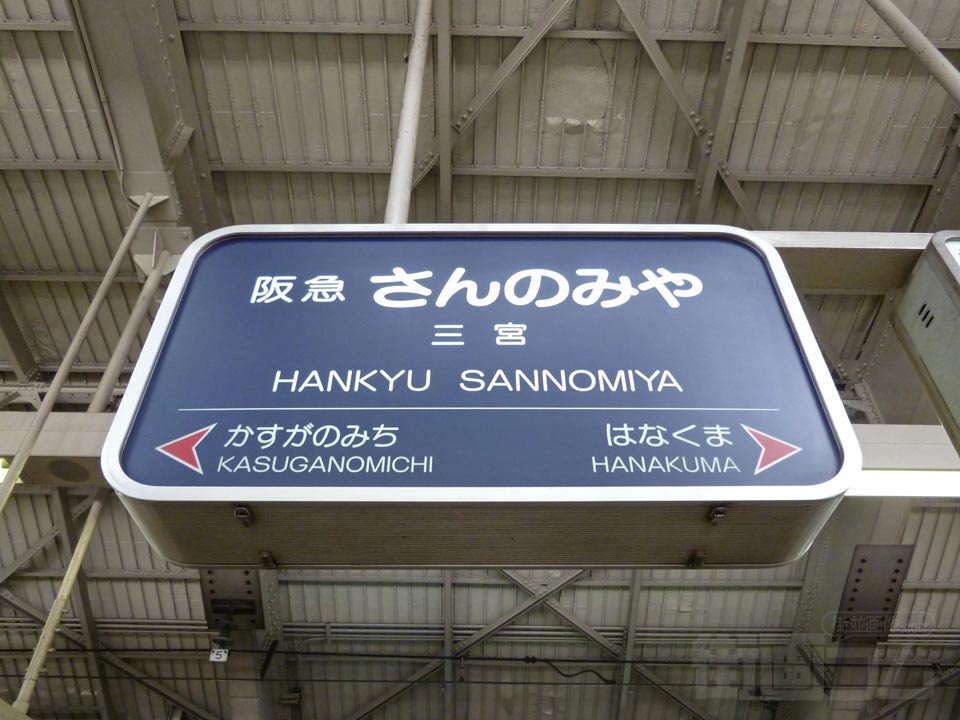 阪急 さんのみや
三宮
HANKYU SANNOMIYA
かすがのみち
KASUGANOMICHI
はなくま
HANAKUMA
5